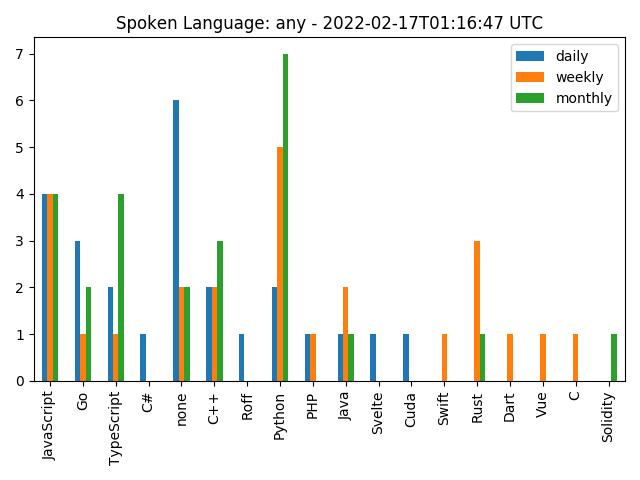 Spoken Language: any - 2022-02-17T01:16:47 UTC
daily
weekly
monthly
7
6
5
4
3
2
1
0
JavaScript
Go
TypeScript
C#
none
C++
Roff
Python
PHP
Java
Svelte
Cuda
Swift
Rust
Dart
Vue
C
Solidity